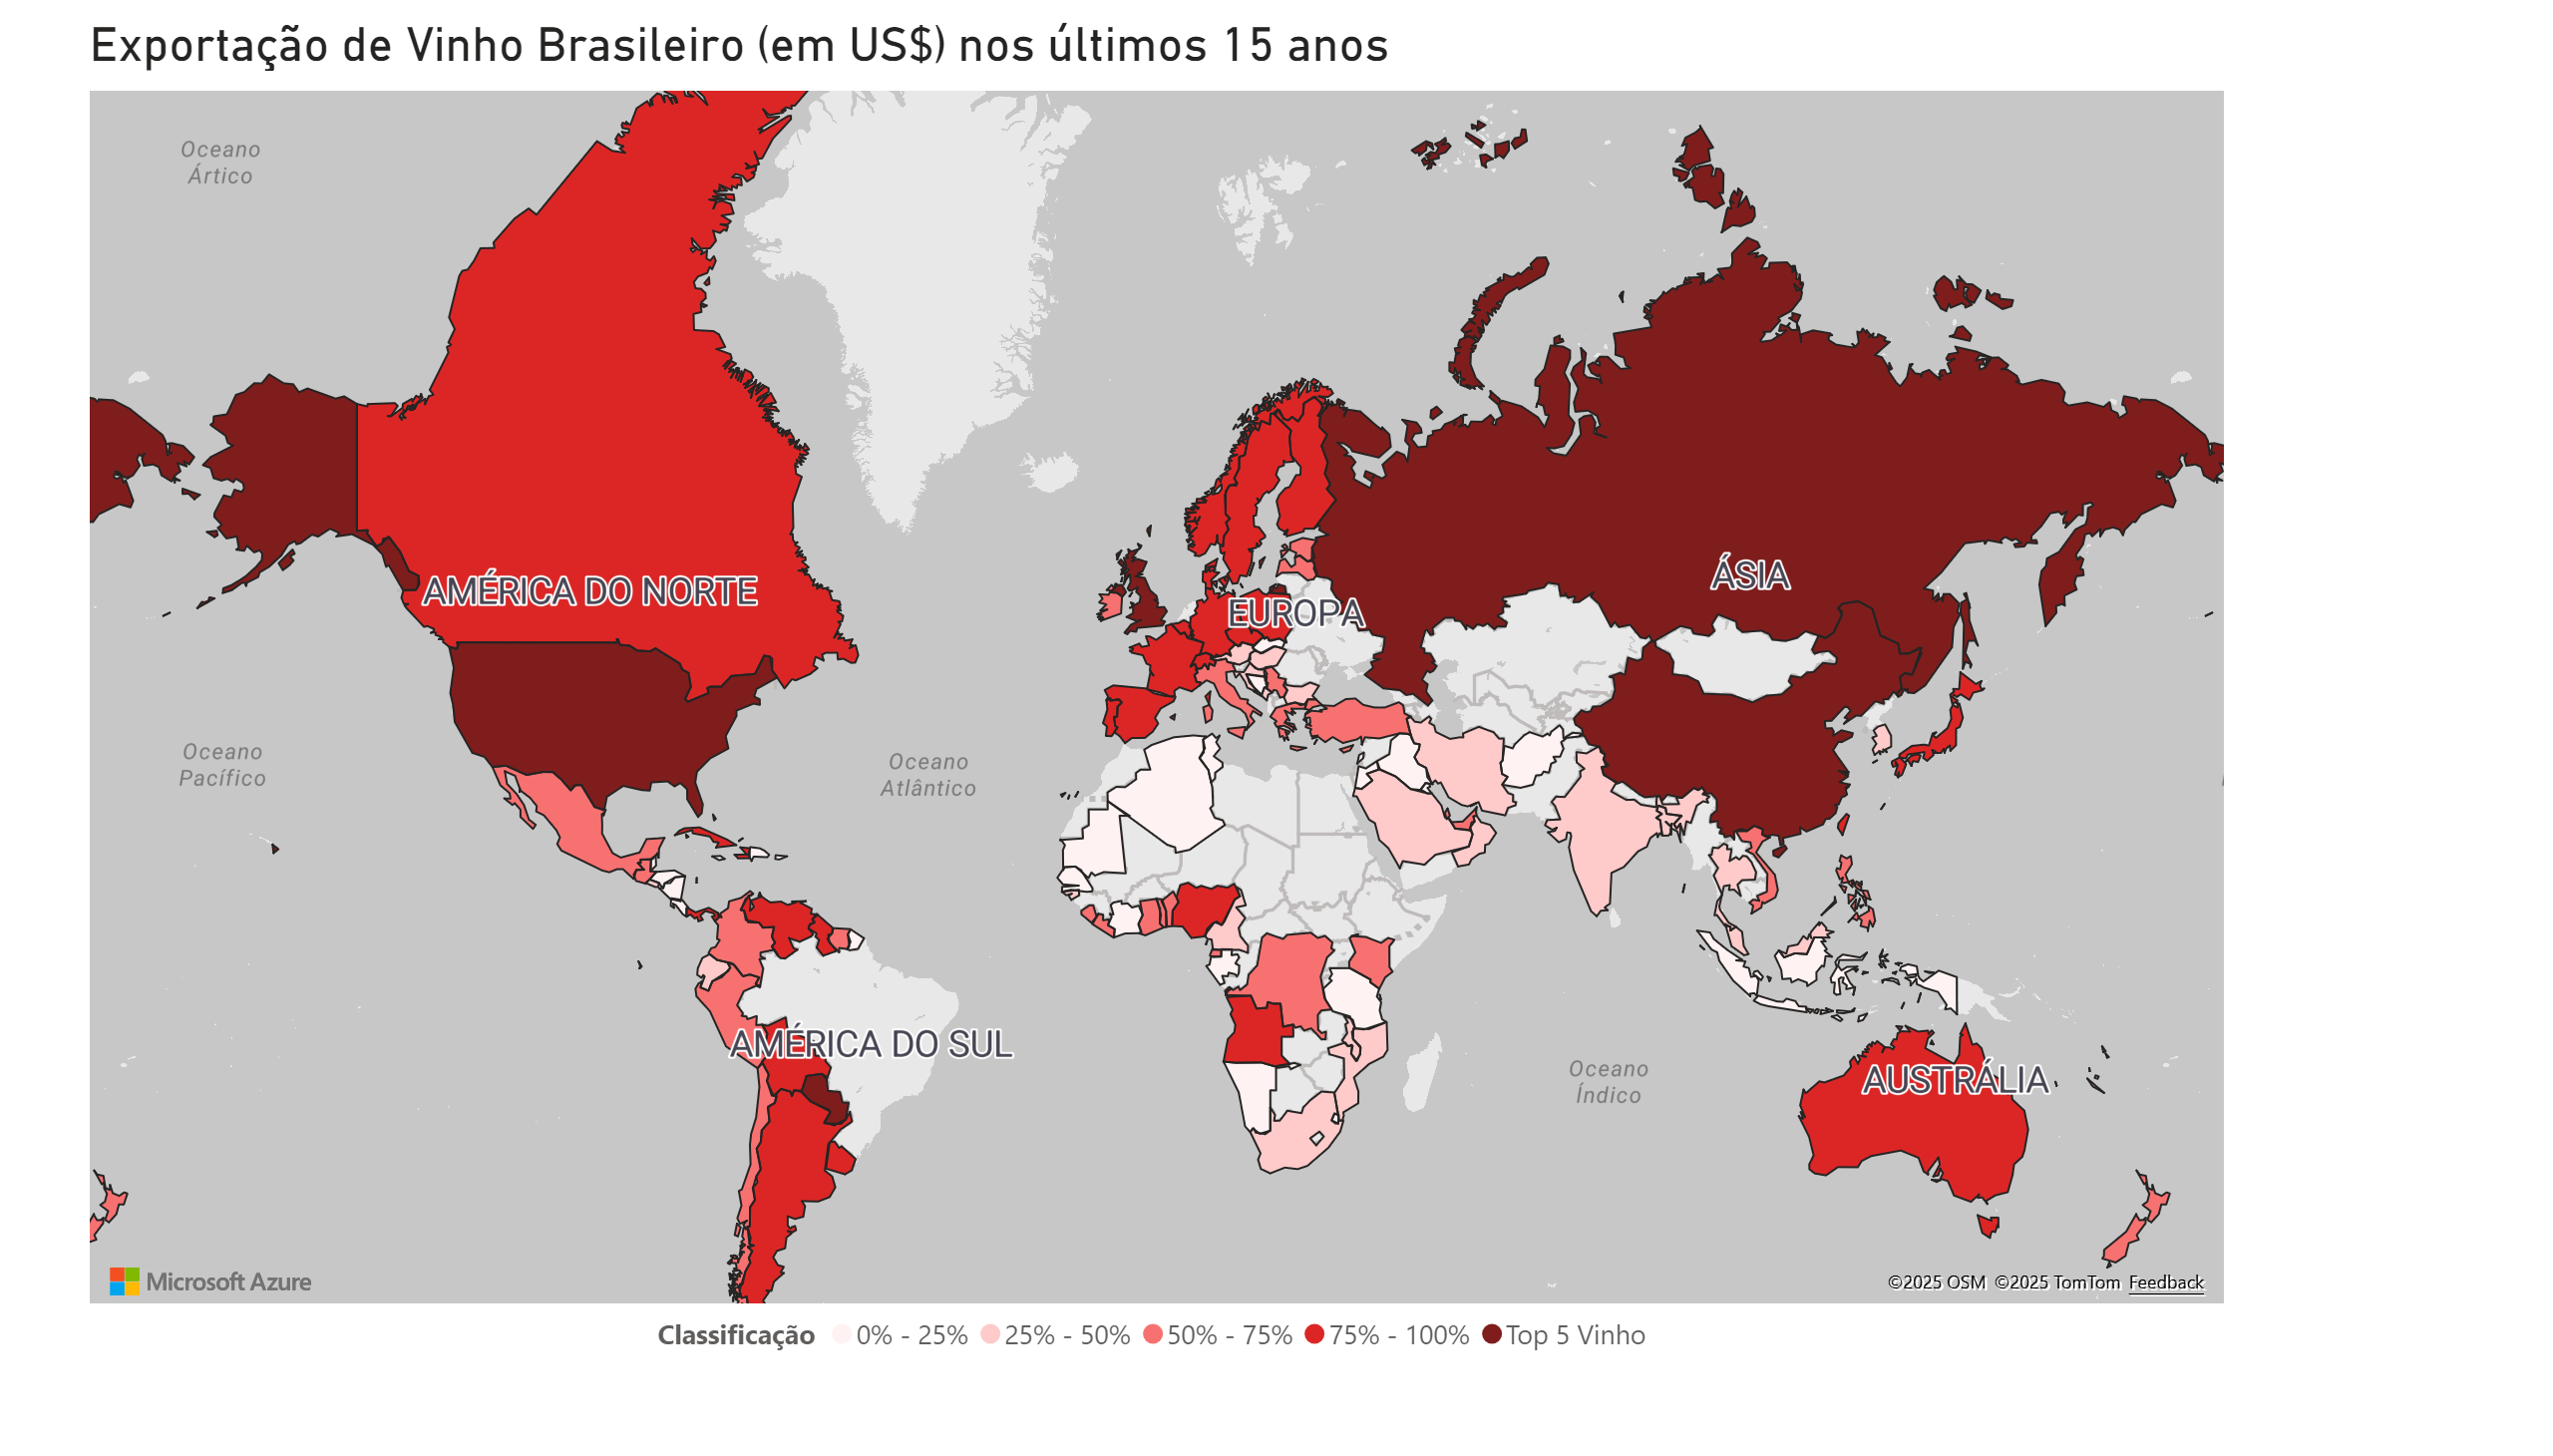 Exportação de Vinho Brasileiro (em US$) nos últimos 15 anos
Oceano
Ártico
AMÉRICA DO NORTE
EUROPA
ÁSIA
Oceano
Pacífico
Oceano
Atlântico
AMÉRICA DO SUL
Oceano
Índico
AUSTRÁLIA
Microsoft Azure
©2025 OSM ©2025 TomTom Feedback
Classificação 0% - 25% 25% - 50% 50% - 75% 75% - 100% Top 5 Vinho